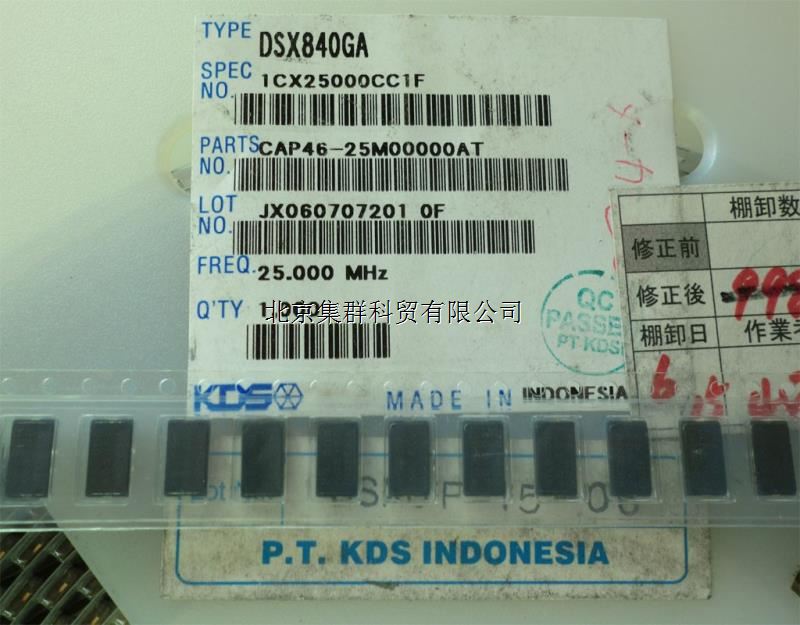 TYPE DSX840GA
SPEC NO. 1CX25000CC1F
PARTS NO. CAP46-25M00000AT
LOT NO. JX060707201 0F
FREQ. 25.000 MHz
Q'TY
北京集群科贸有限公司
QC
PASSED
PT KDSI
KDS MADE IN INDONESIA
棚卸数
修正前
修正後
棚卸日 作業者
6
P.T. KDS INDONESIA